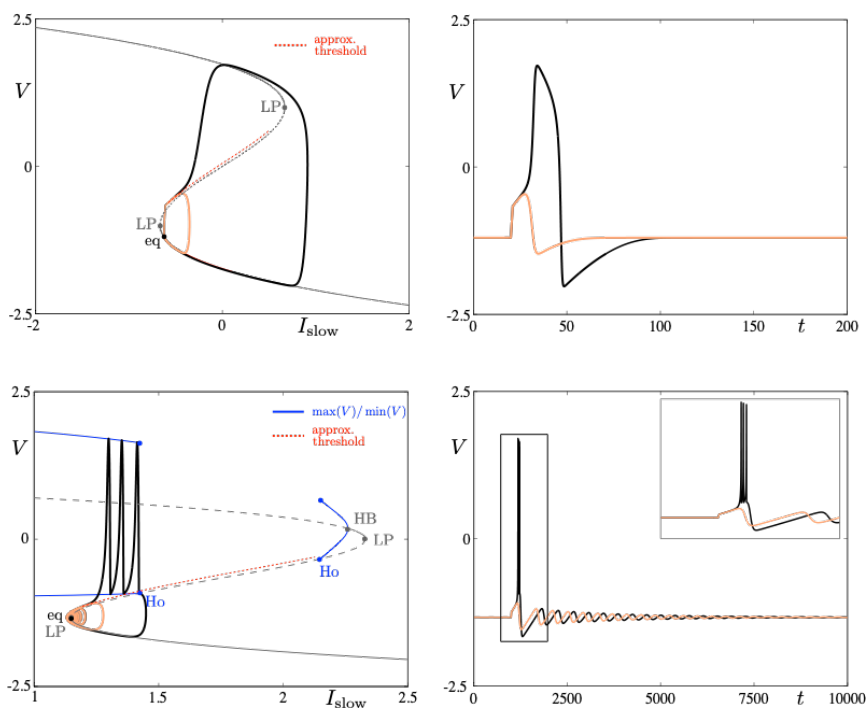 2.5
V
0
-2.5
-2
0
I_slow
2
approx.
threshold
LP
LP
eq
2.5
V
0
-2.5
0
50
100
150
t
200
2.5
V
0
-2.5
1
1.5
I_slow
2
2.5
max(V)/min(V)
approx.
threshold
HB
LP
Ho
Ho
eq
LP
2.5
V
0
-2.5
0
2500
5000
7500
t
10000